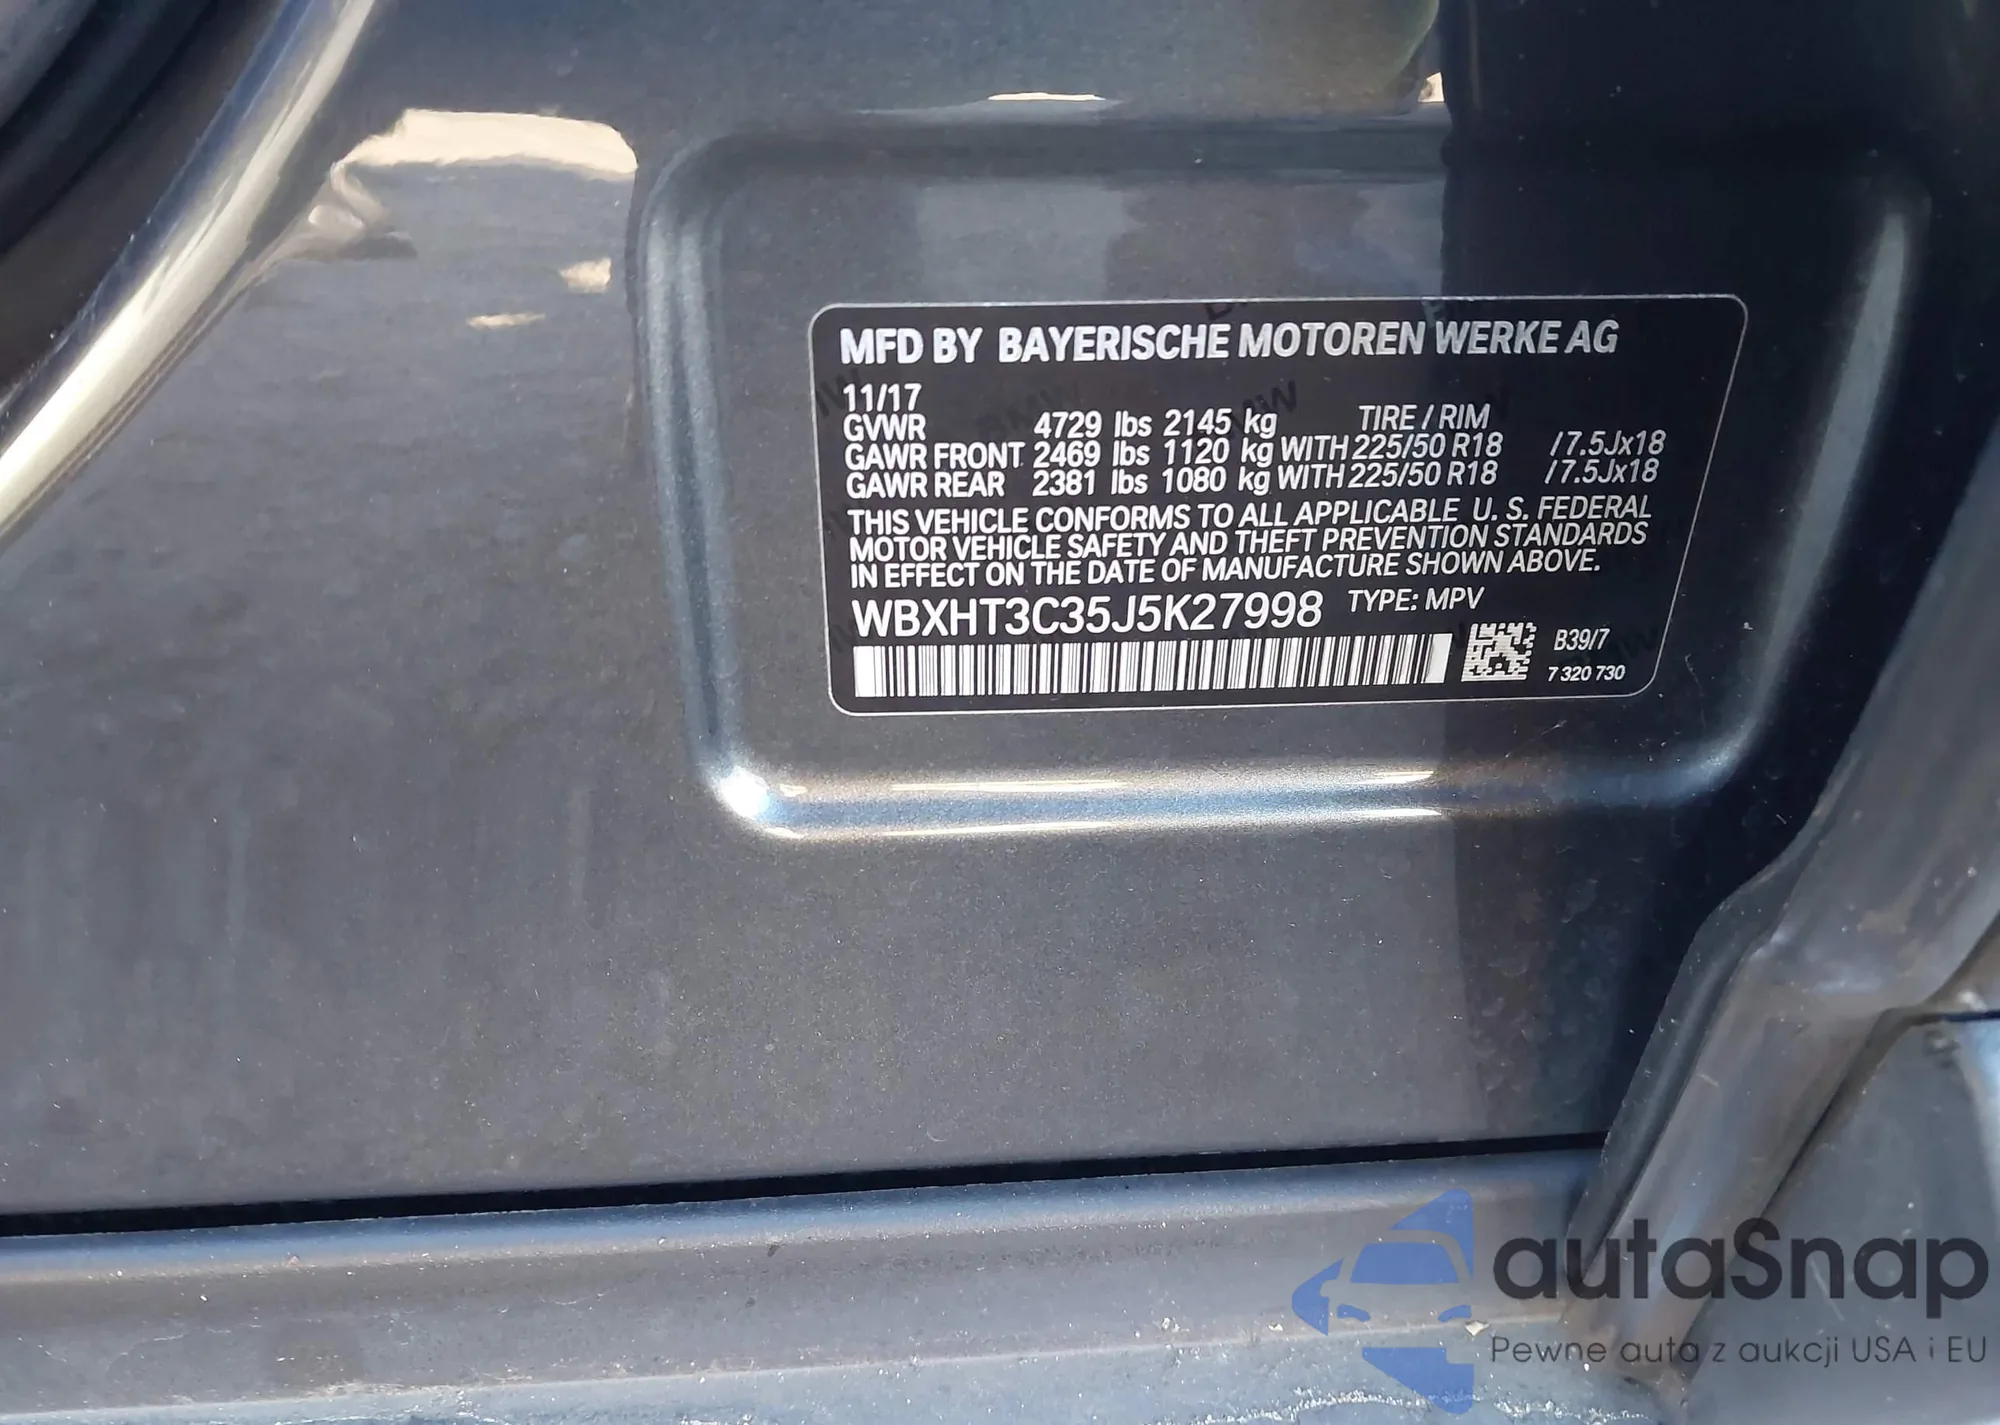 MFD BY BAYERISCHE MOTOREN WERKE AG
11/17
GVWR 4729 lbs 2145 kg TIRE / RIM
GAWR FRONT 2469 lbs 1120 kg WITH 225/50 R18 / 7.5Jx18
GAWR REAR 2381 lbs 1080 kg WITH 225/50 R18 / 7.5Jx18
THIS VEHICLE CONFORMS TO ALL APPLICABLE U. S. FEDERAL
MOTOR VEHICLE SAFETY AND THEFT PREVENTION STANDARDS
IN EFFECT ON THE DATE OF MANUFACTURE SHOWN ABOVE.
WBXHT3C35J5K27998 TYPE: MPV
B39/7
7 320 730
autaSnap
Pewne auta z aukcji USA i EU